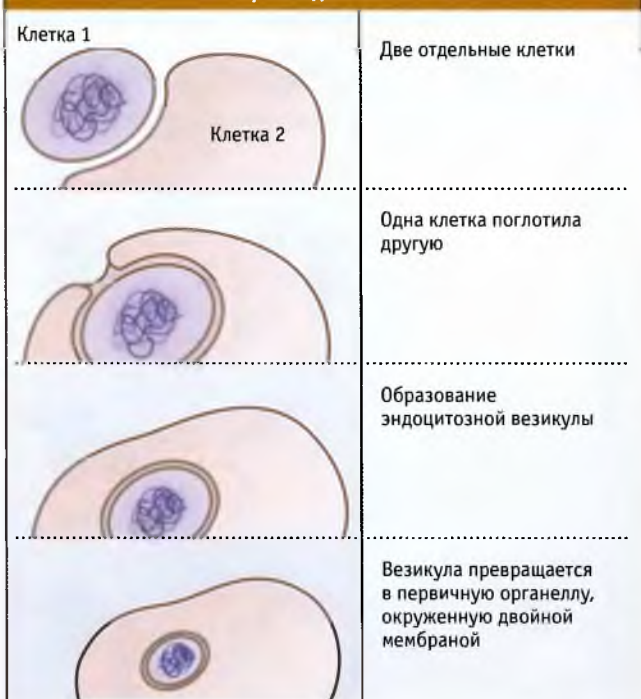 Клетка 1
Две отдельные клетки
Клетка 2
Одна клетка поглотила
другую
Образование
эндоцитозной везикулы
Везикула превращается
в первичную органеллу,
окруженную двойной
мембраной